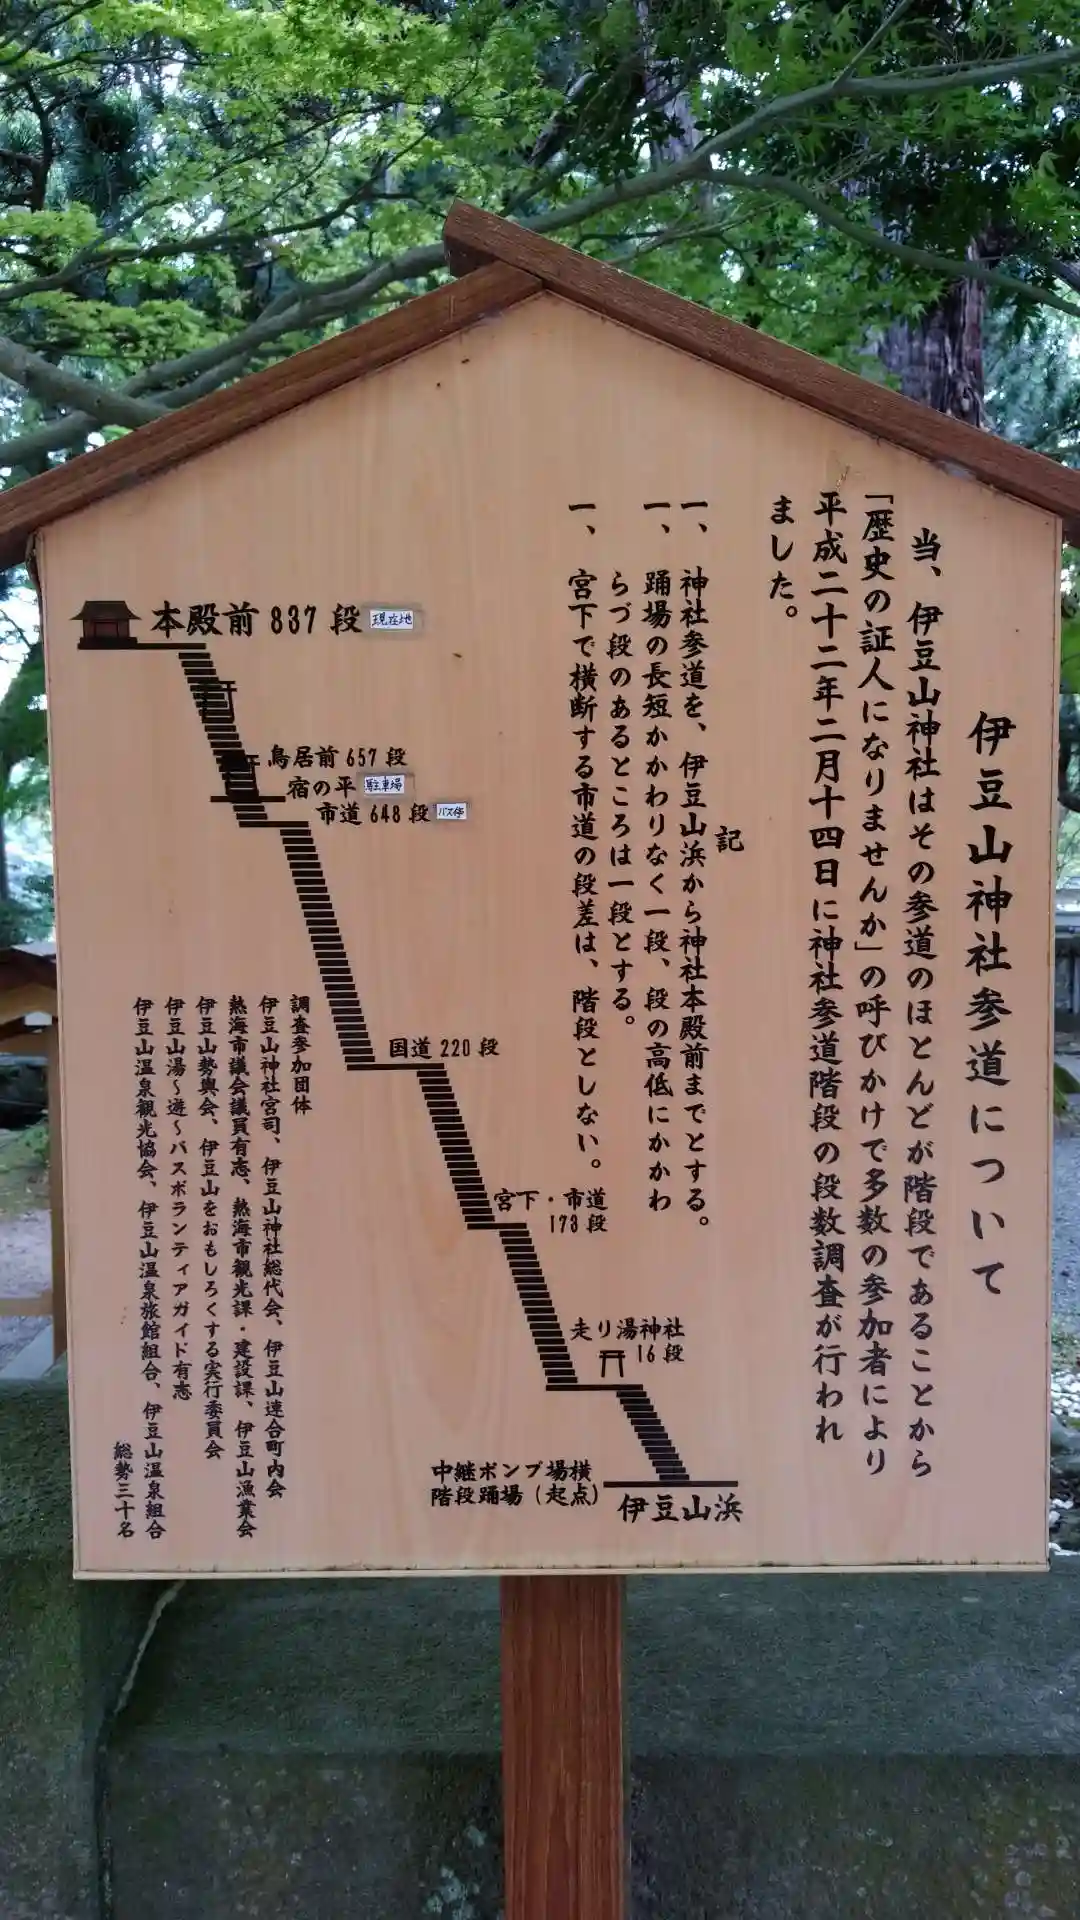 伊豆山神社参道について
当、伊豆山神社はその参道のほとんどが階段であることから
「歴史の証人になりませんか」の呼びかけで多数の参加者により
平成二十二年二月十四日に神社参道階段の段数調査が行われ
ました。
記
一、神社参道を、伊豆山浜から神社本殿前までとする。
一、踊場の長短かかわりなく一段、段の高低にかかわ
らづ段のあるところは一段とする。
一、宮下で横断する市道の段差は、階段としない。
本殿前 837 段 現在地
鳥居前 657 段
宿の平 駐車場
市道 648 段 バス停
国道 220 段
宮下・市道
173 段
走り湯神社
16 段
中継ポンプ場横
階段踊場（起点）
伊豆山浜
調査参加団体
伊豆山神社宮司、伊豆山神社総代会、伊豆山連合町内会
熱海市議会議員有志、熱海市観光課・建設課、伊豆山漁業会
伊豆山勢輿会、伊豆山をおもしろくする実行委員会
伊豆山湯〜遊〜バスボランティアガイド有志
伊豆山温泉観光協会、伊豆山温泉旅館組合、伊豆山温泉組合
総勢三十名